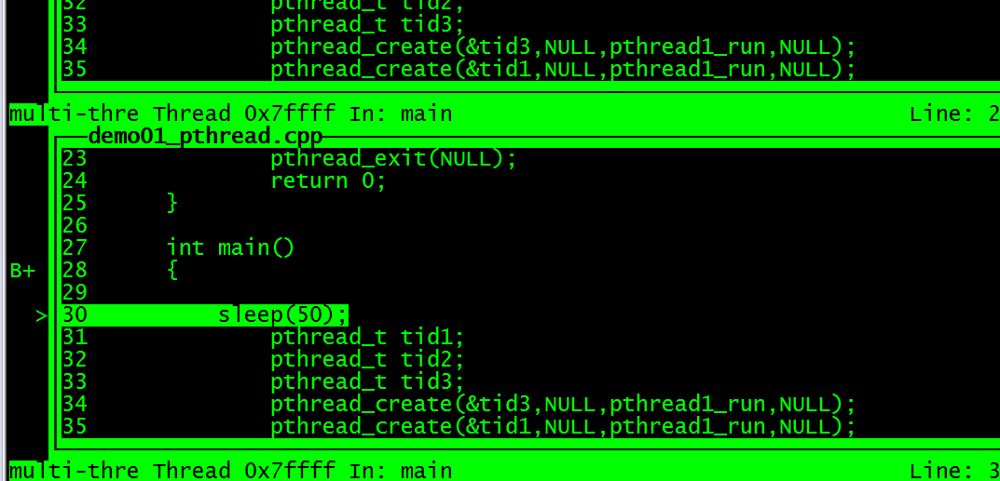 32 pthread_t tid2;
33 pthread_t tid3;
34 pthread_create(&tid3,NULL,pthread1_run,NULL);
35 pthread_create(&tid1,NULL,pthread1_run,NULL);
multi-thre Thread 0x7ffff In: main Line: 2
demo01_pthread.cpp
23 pthread_exit(NULL);
24 return 0;
25 }
26
27 int main()
B+ 28 {
29
> 30 sleep(50);
31 pthread_t tid1;
32 pthread_t tid2;
33 pthread_t tid3;
34 pthread_create(&tid3,NULL,pthread1_run,NULL);
35 pthread_create(&tid1,NULL,pthread1_run,NULL);
multi-thre Thread 0x7ffff In: main Line: 3